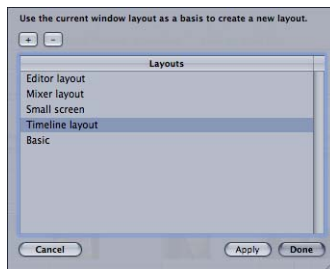 Use the current window layout as a basis to create a new layout.
+ -
Layouts
Editor layout
Mixer layout
Small screen
Timeline layout
Basic
Cancel Apply Done